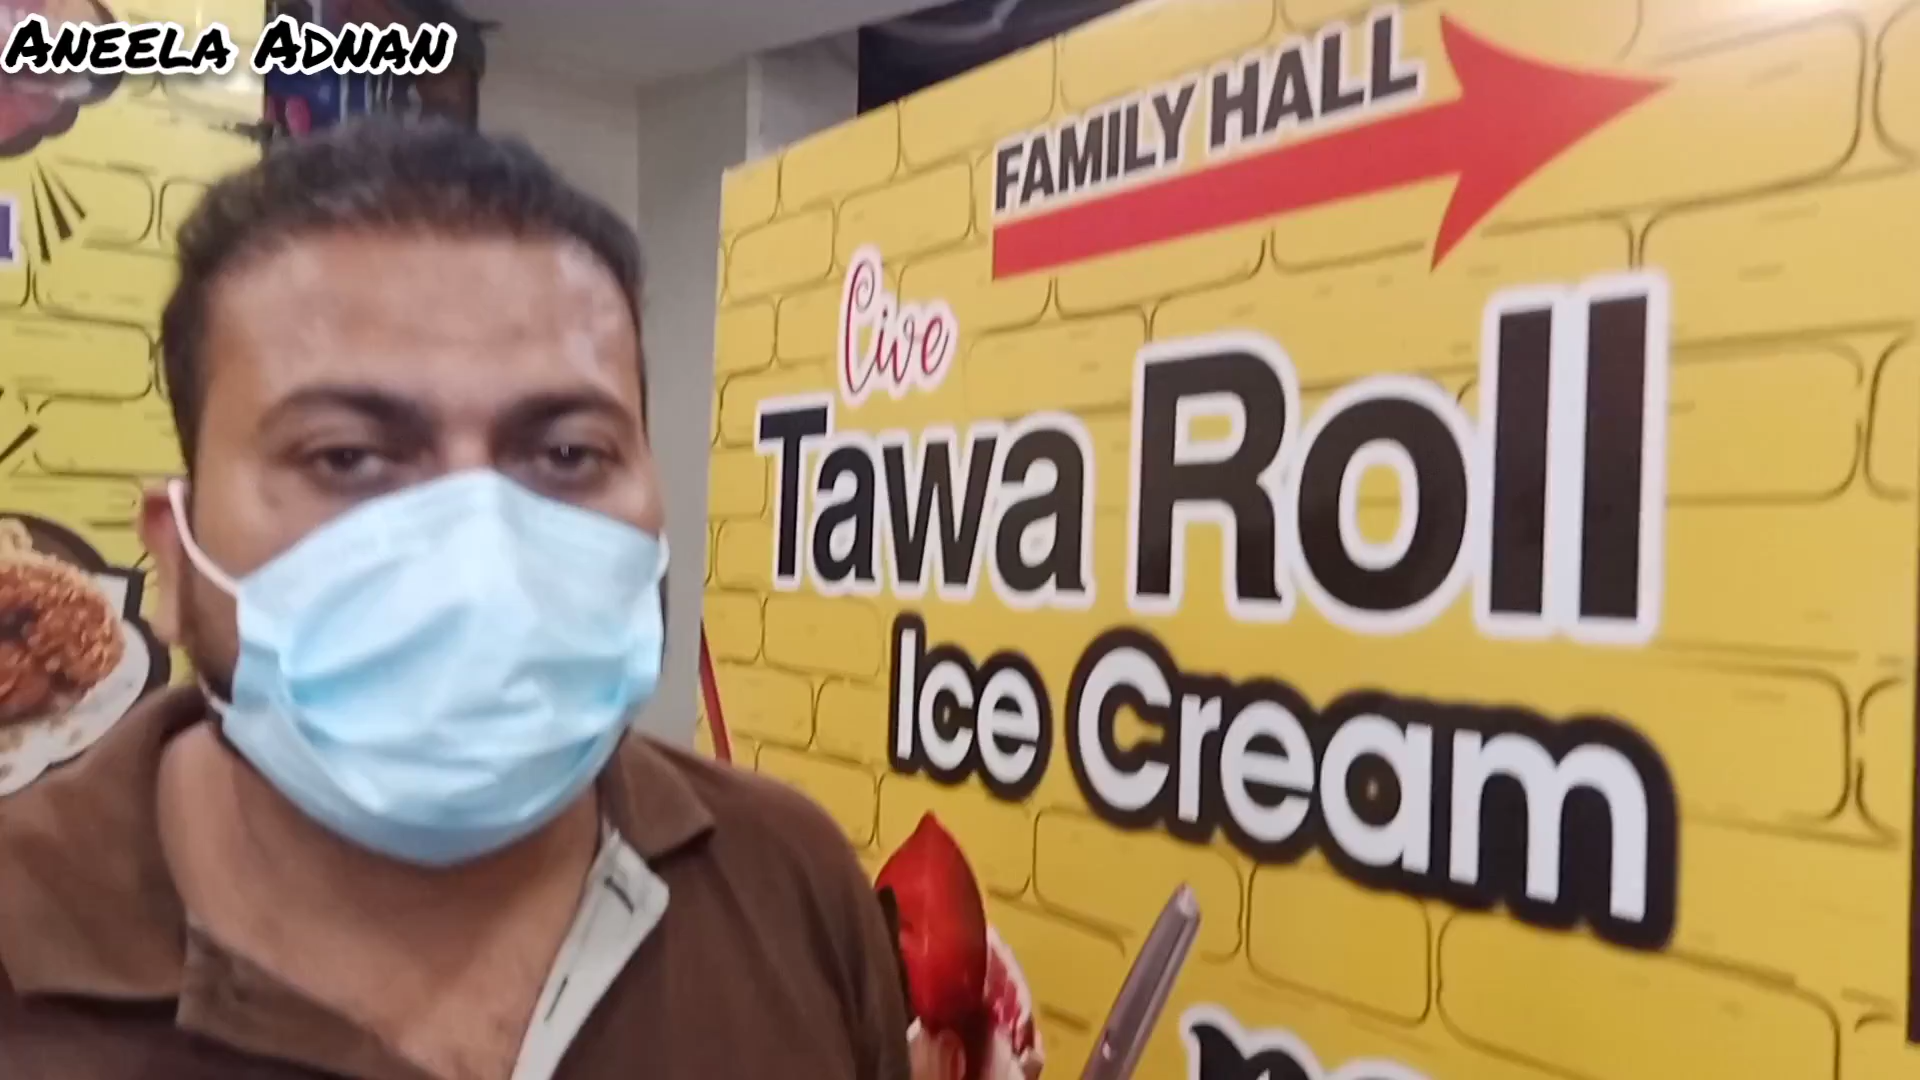 ANEELA ADNAN
FAMILY HALL
Live
Tawa Roll
Ice Cream